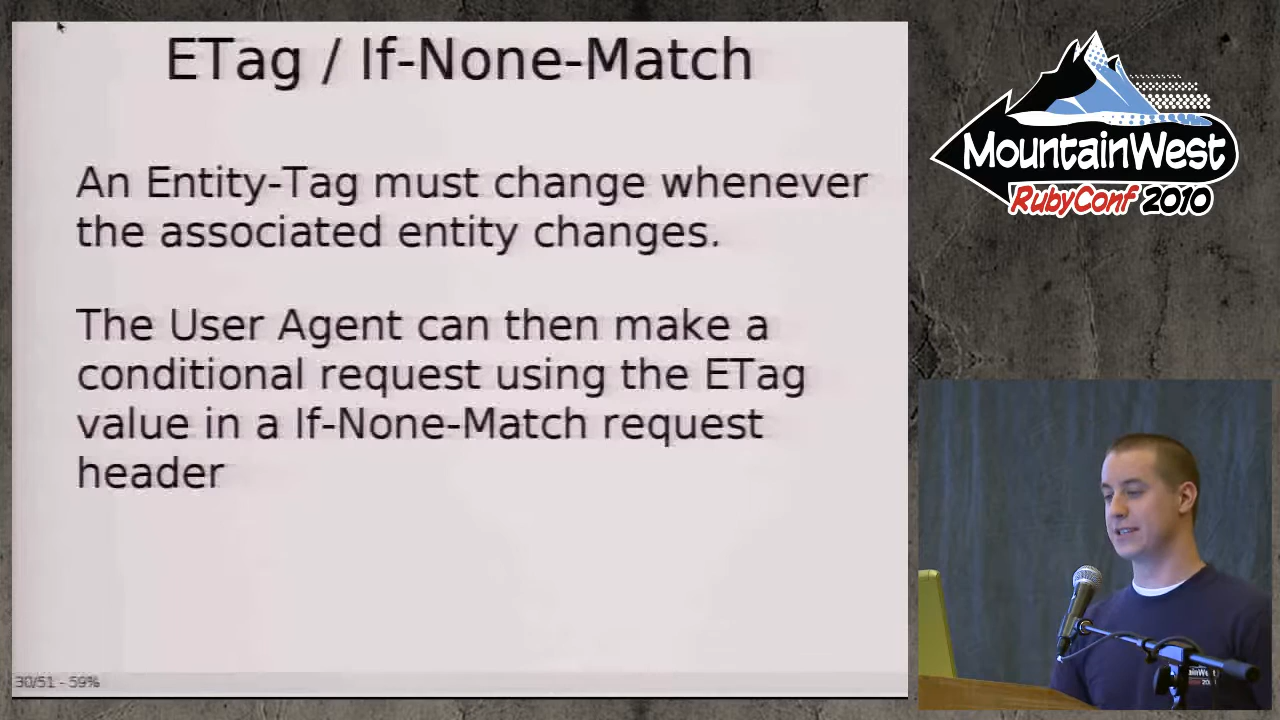 ETag / If-None-Match
An Entity-Tag must change whenever
the associated entity changes.
The User Agent can then make a
conditional request using the ETag
value in a If-None-Match request
header
30/51 - 59%
MountainWest
RubyConf 2010